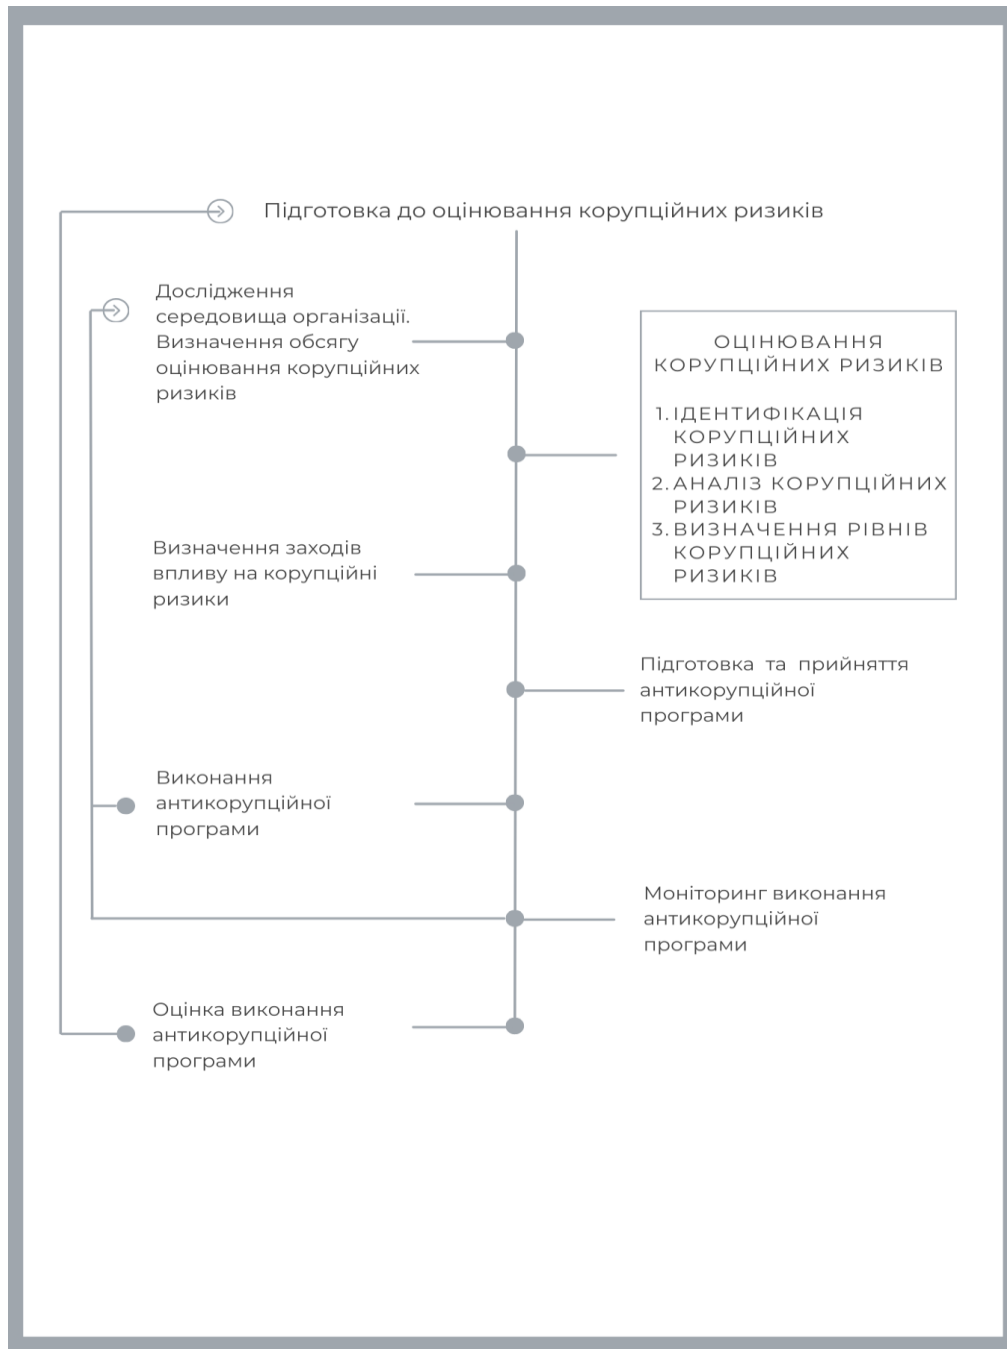 Підготовка до оцінювання корупційних ризиків
Дослідження
середовища організації.
Визначення обсягу
оцінювання корупційних
ризиків
ОЦІНЮВАННЯ
КОРУПЦІЙНИХ РИЗИКІВ
1. ІДЕНТИФІКАЦІЯ
КОРУПЦІЙНИХ
РИЗИКІВ
2. АНАЛІЗ КОРУПЦІЙНИХ
РИЗИКІВ
3. ВИЗНАЧЕННЯ РІВНІВ
КОРУПЦІЙНИХ
РИЗИКІВ
Визначення заходів
впливу на корупційні
ризики
Підготовка та прийняття
антикорупційної
програми
Виконання
антикорупційної
програми
Моніторинг виконання
антикорупційної
програми
Оцінка виконання
антикорупційної
програми